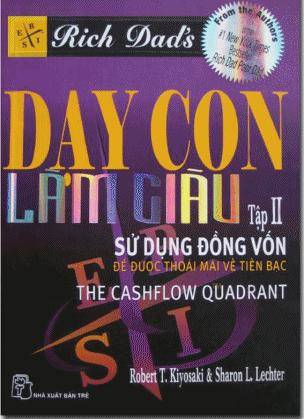 E B
S I
Rich Dad's
From the Authors
#1 New York Times
Bestseller
Rich Dad Poor Dad
DẠY CON
LÀM GIÀU
Tập II
SỬ DỤNG ĐỒNG VỐN
ĐỂ ĐƯỢC THOẢI MÁI VỀ TIỀN BẠC
THE CASHFLOW QUADRANT
E B
S I
Robert T. Kiyosaki & Sharon L. Lechter
NHÀ XUẤT BẢN TRẺ